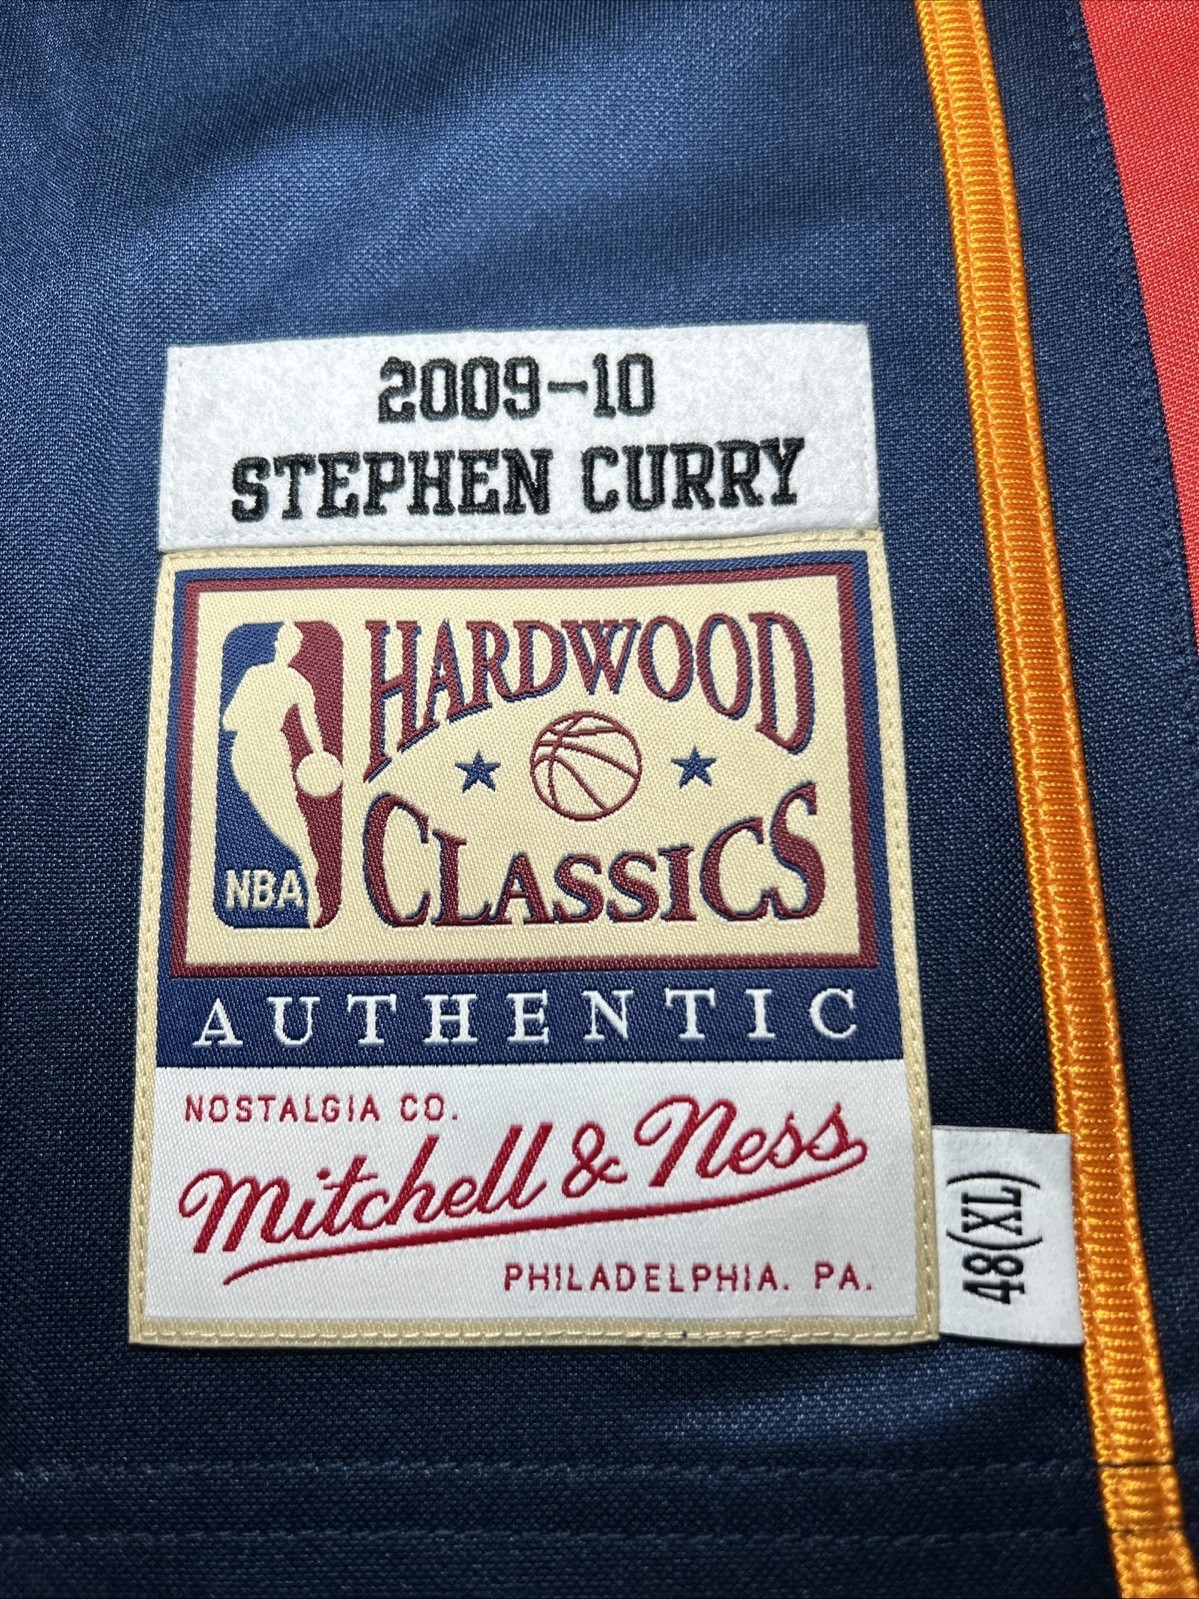 2009-10
STEPHEN CURRY
HARDWOOD
CLASSICS
NBA
AUTHENTIC
NOSTALGIA CO.
Mitchell & Ness
PHILADELPHIA. PA.
48(XL)